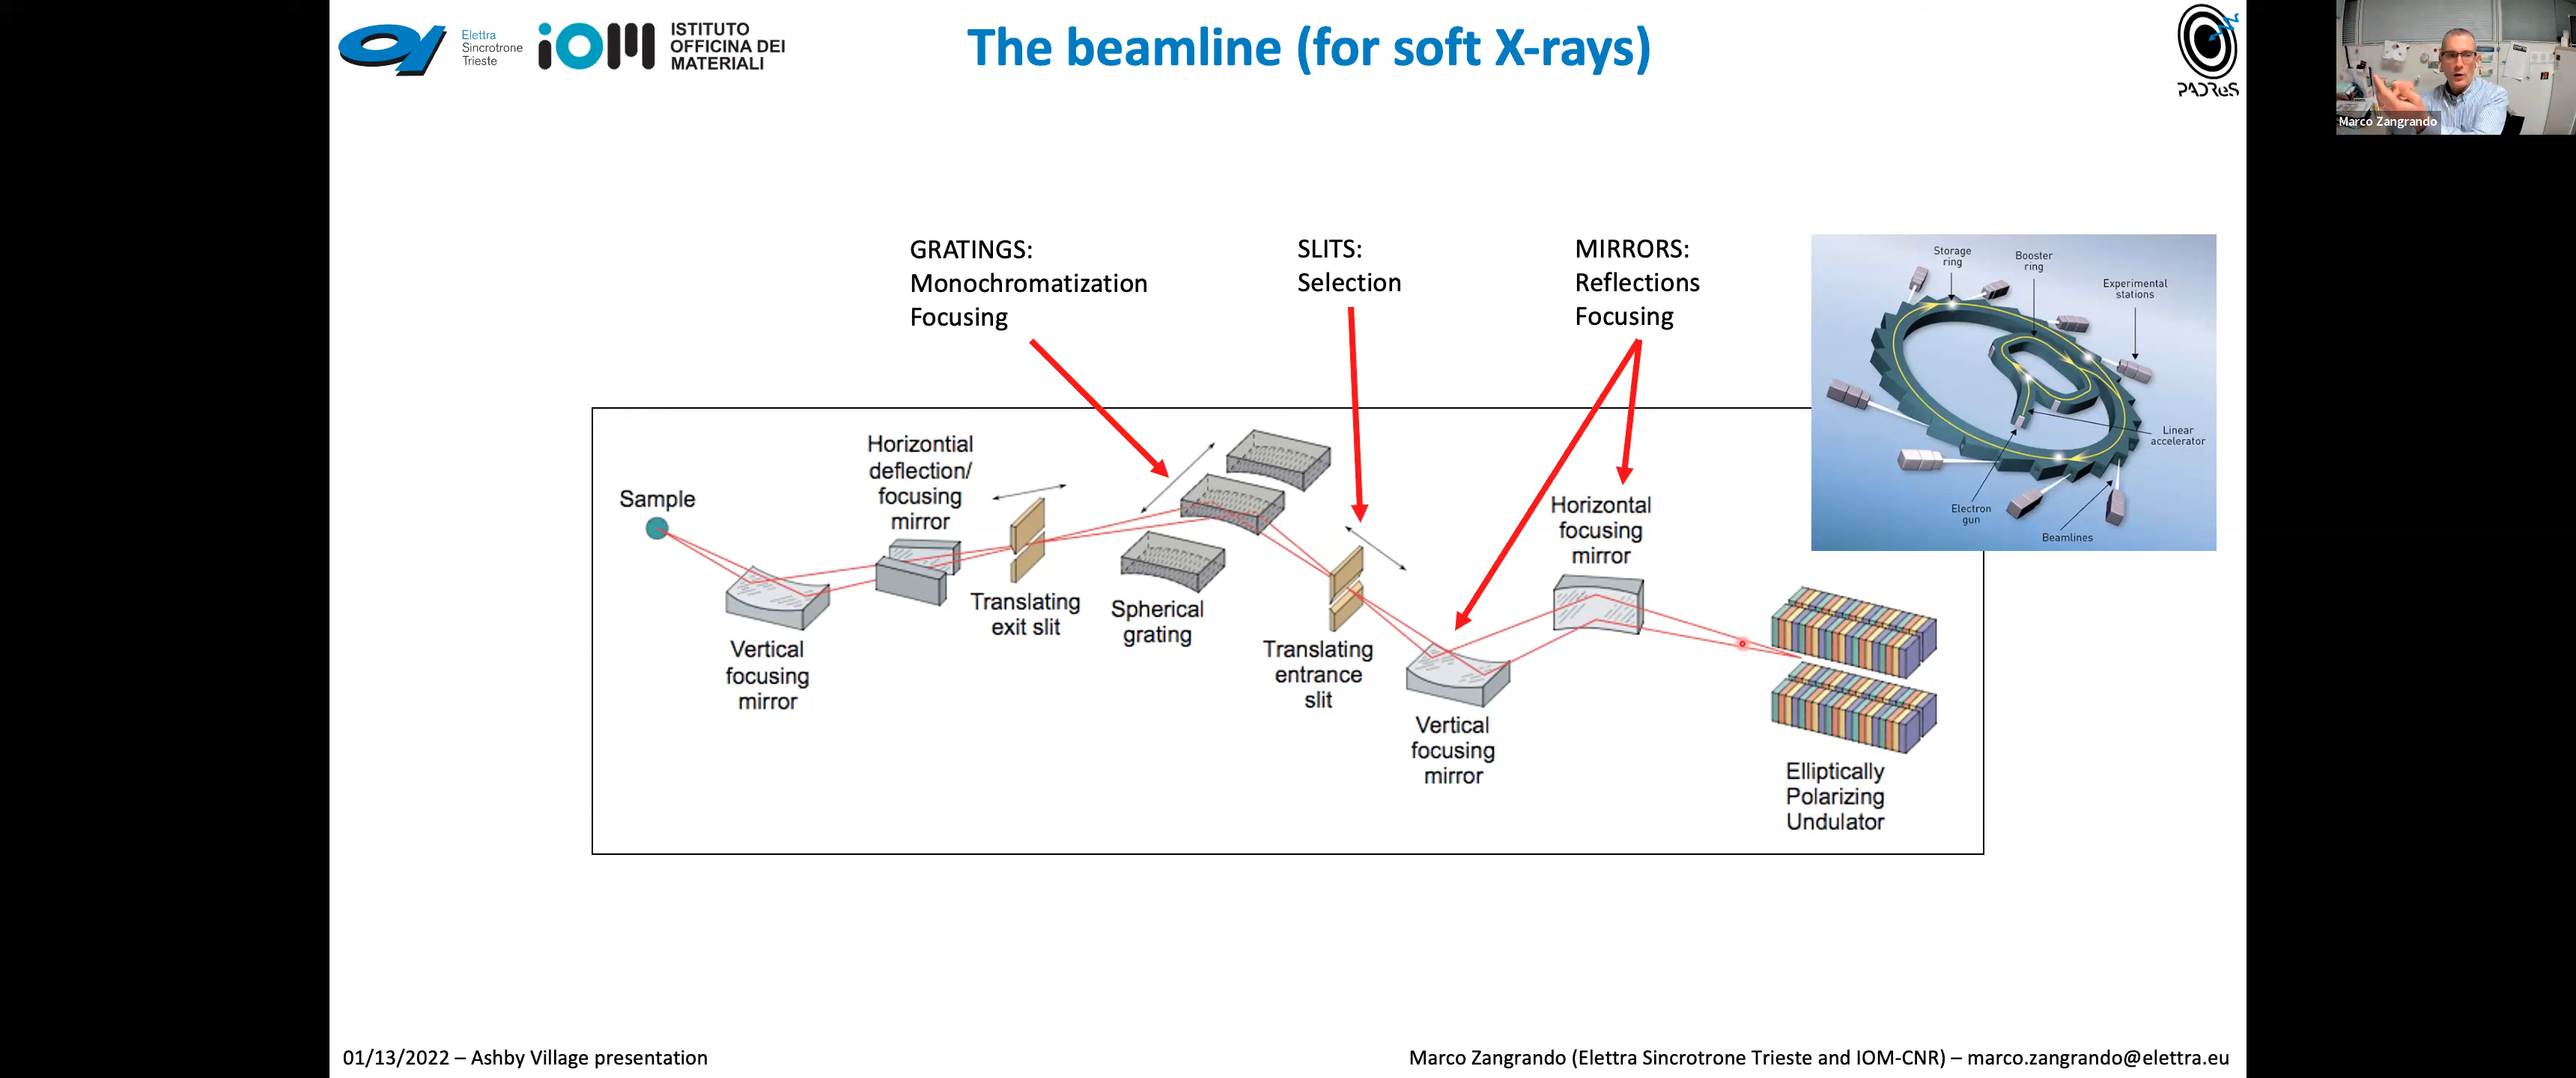 Elettra
Sincrotrone
Trieste
iOM
ISTITUTO
OFFICINA DEI
MATERIALI
The beamline (for soft X-rays)
PADReS
Marco Zangrando
GRATINGS:
Monochromatization
Focusing
SLITS:
Selection
MIRRORS:
Reflections
Focusing
Storage
ring
Booster
ring
Experimental
stations
Linear
accelerator
Electron
gun
Beamlines
Sample
Horizontial
deflection/
focusing
mirror
Vertical
focusing
mirror
Translating
exit slit
Spherical
grating
Translating
entrance
slit
Horizontal
focusing
mirror
Vertical
focusing
mirror
Elliptically
Polarizing
Undulator
01/13/2022 – Ashby Village presentation
Marco Zangrando (Elettra Sincrotrone Trieste and IOM-CNR) – marco.zangrando@elettra.eu